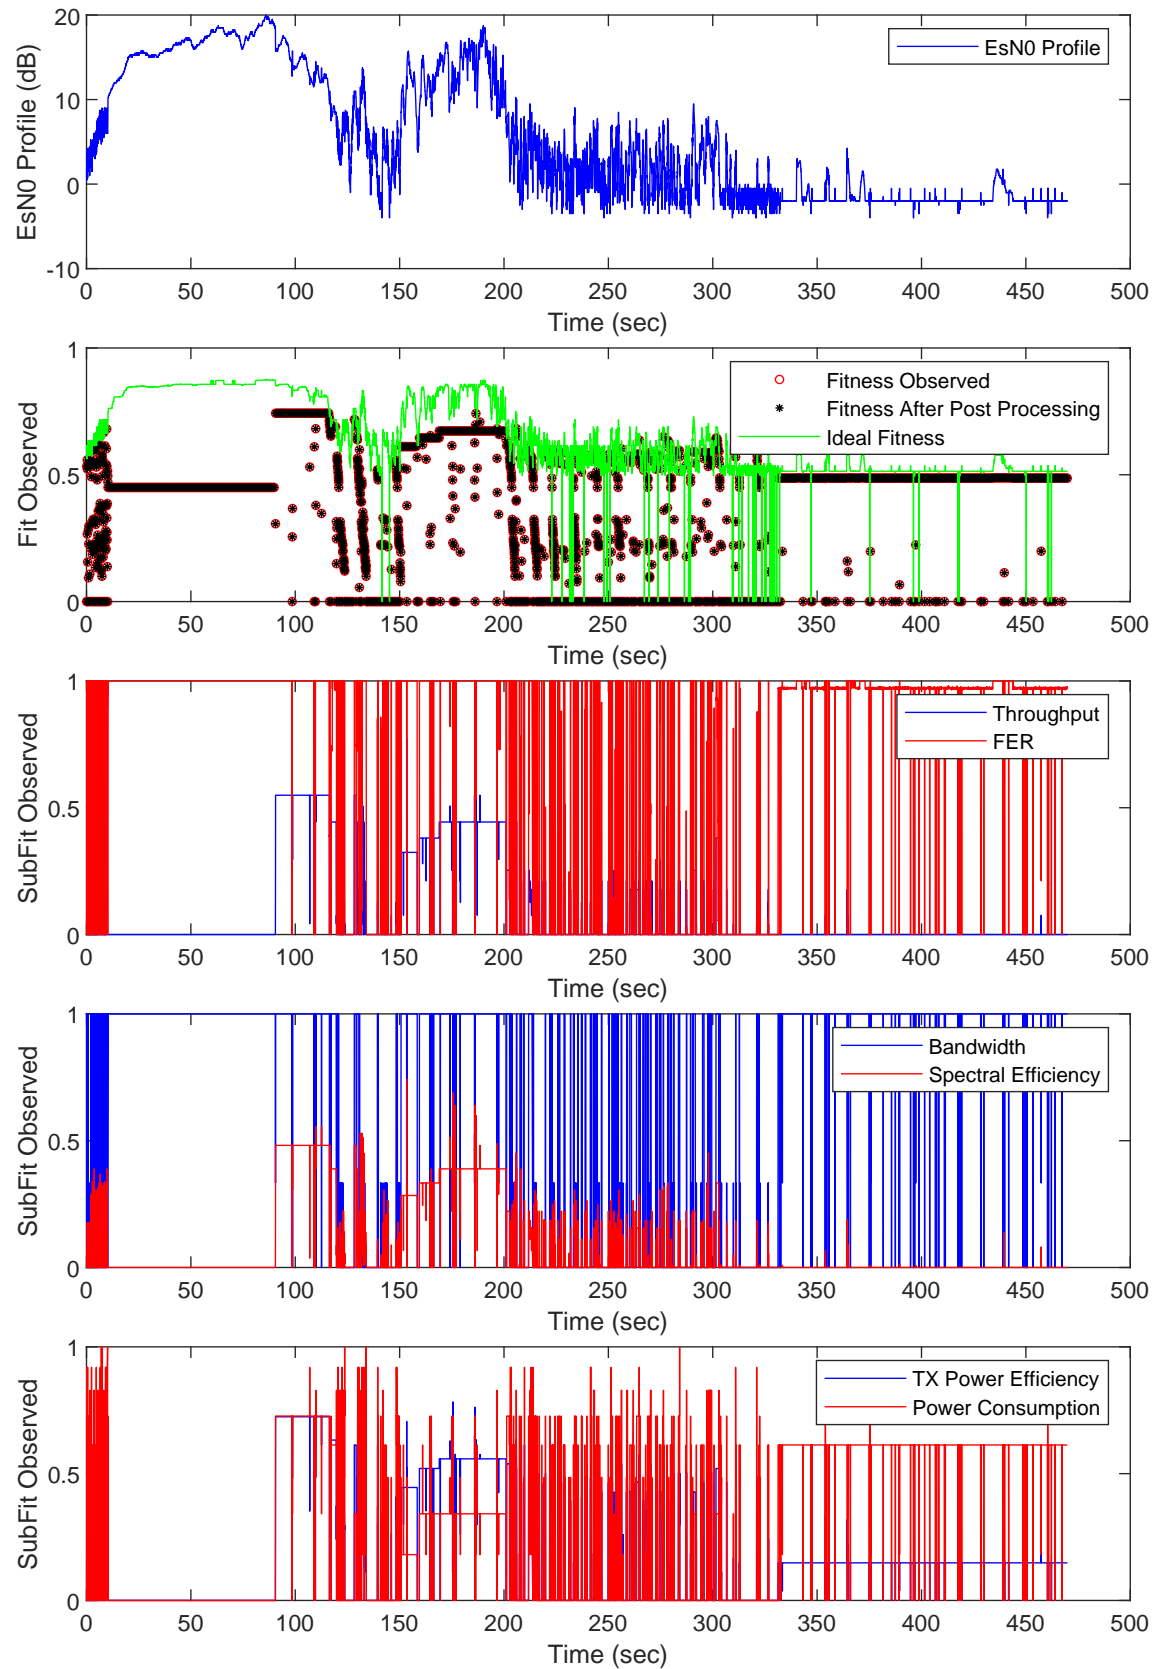 20
10
0
-10
EsN0 Profile (dB)
EsN0 Profile
0 50 100 150 200 250 300 350 400 450 500
Time (sec)
1
0.5
0
Fit Observed
Fitness Observed
Fitness After Post Processing
Ideal Fitness
0 50 100 150 200 250 300 350 400 450 500
Time (sec)
1
0.5
0
SubFit Observed
Throughput
FER
0 50 100 150 200 250 300 350 400 450 500
Time (sec)
1
0.5
0
SubFit Observed
Bandwidth
Spectral Efficiency
0 50 100 150 200 250 300 350 400 450 500
Time (sec)
1
0.5
0
SubFit Observed
TX Power Efficiency
Power Consumption
0 50 100 150 200 250 300 350 400 450 500
Time (sec)